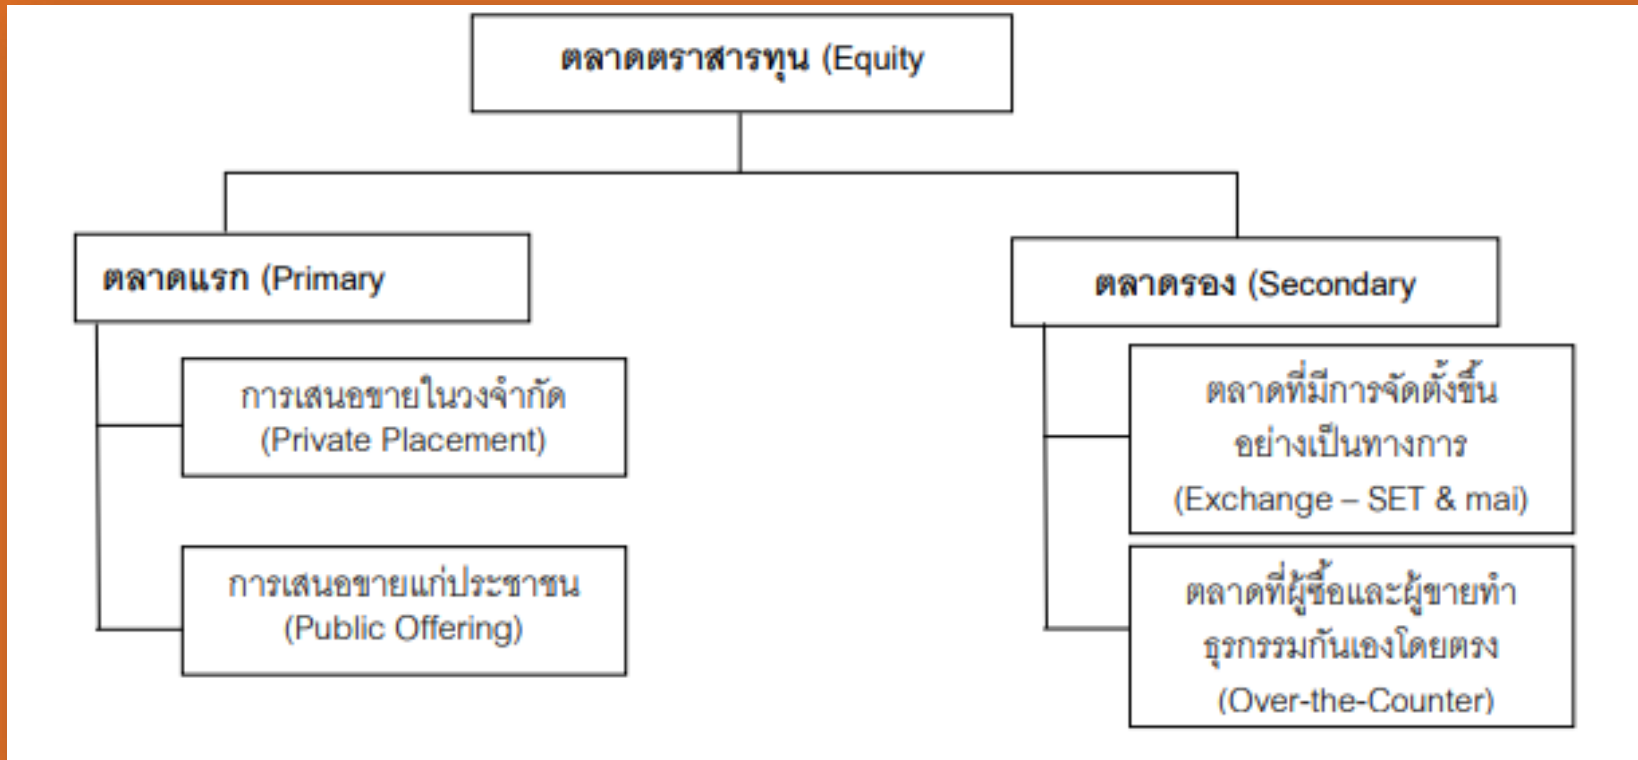 ตลาดตราสารทุน (Equity
ตลาดแรก (Primary
การเสนอขายในวงจำกัด
(Private Placement)
การเสนอขายแก่ประชาชน
(Public Offering)
ตลาดรอง (Secondary
ตลาดที่มีการจัดตั้งขึ้น
อย่างเป็นทางการ
(Exchange – SET & mai)
ตลาดที่ผู้ซื้อและผู้ขายทำ
ธุรกรรมกันเองโดยตรง
(Over-the-Counter)